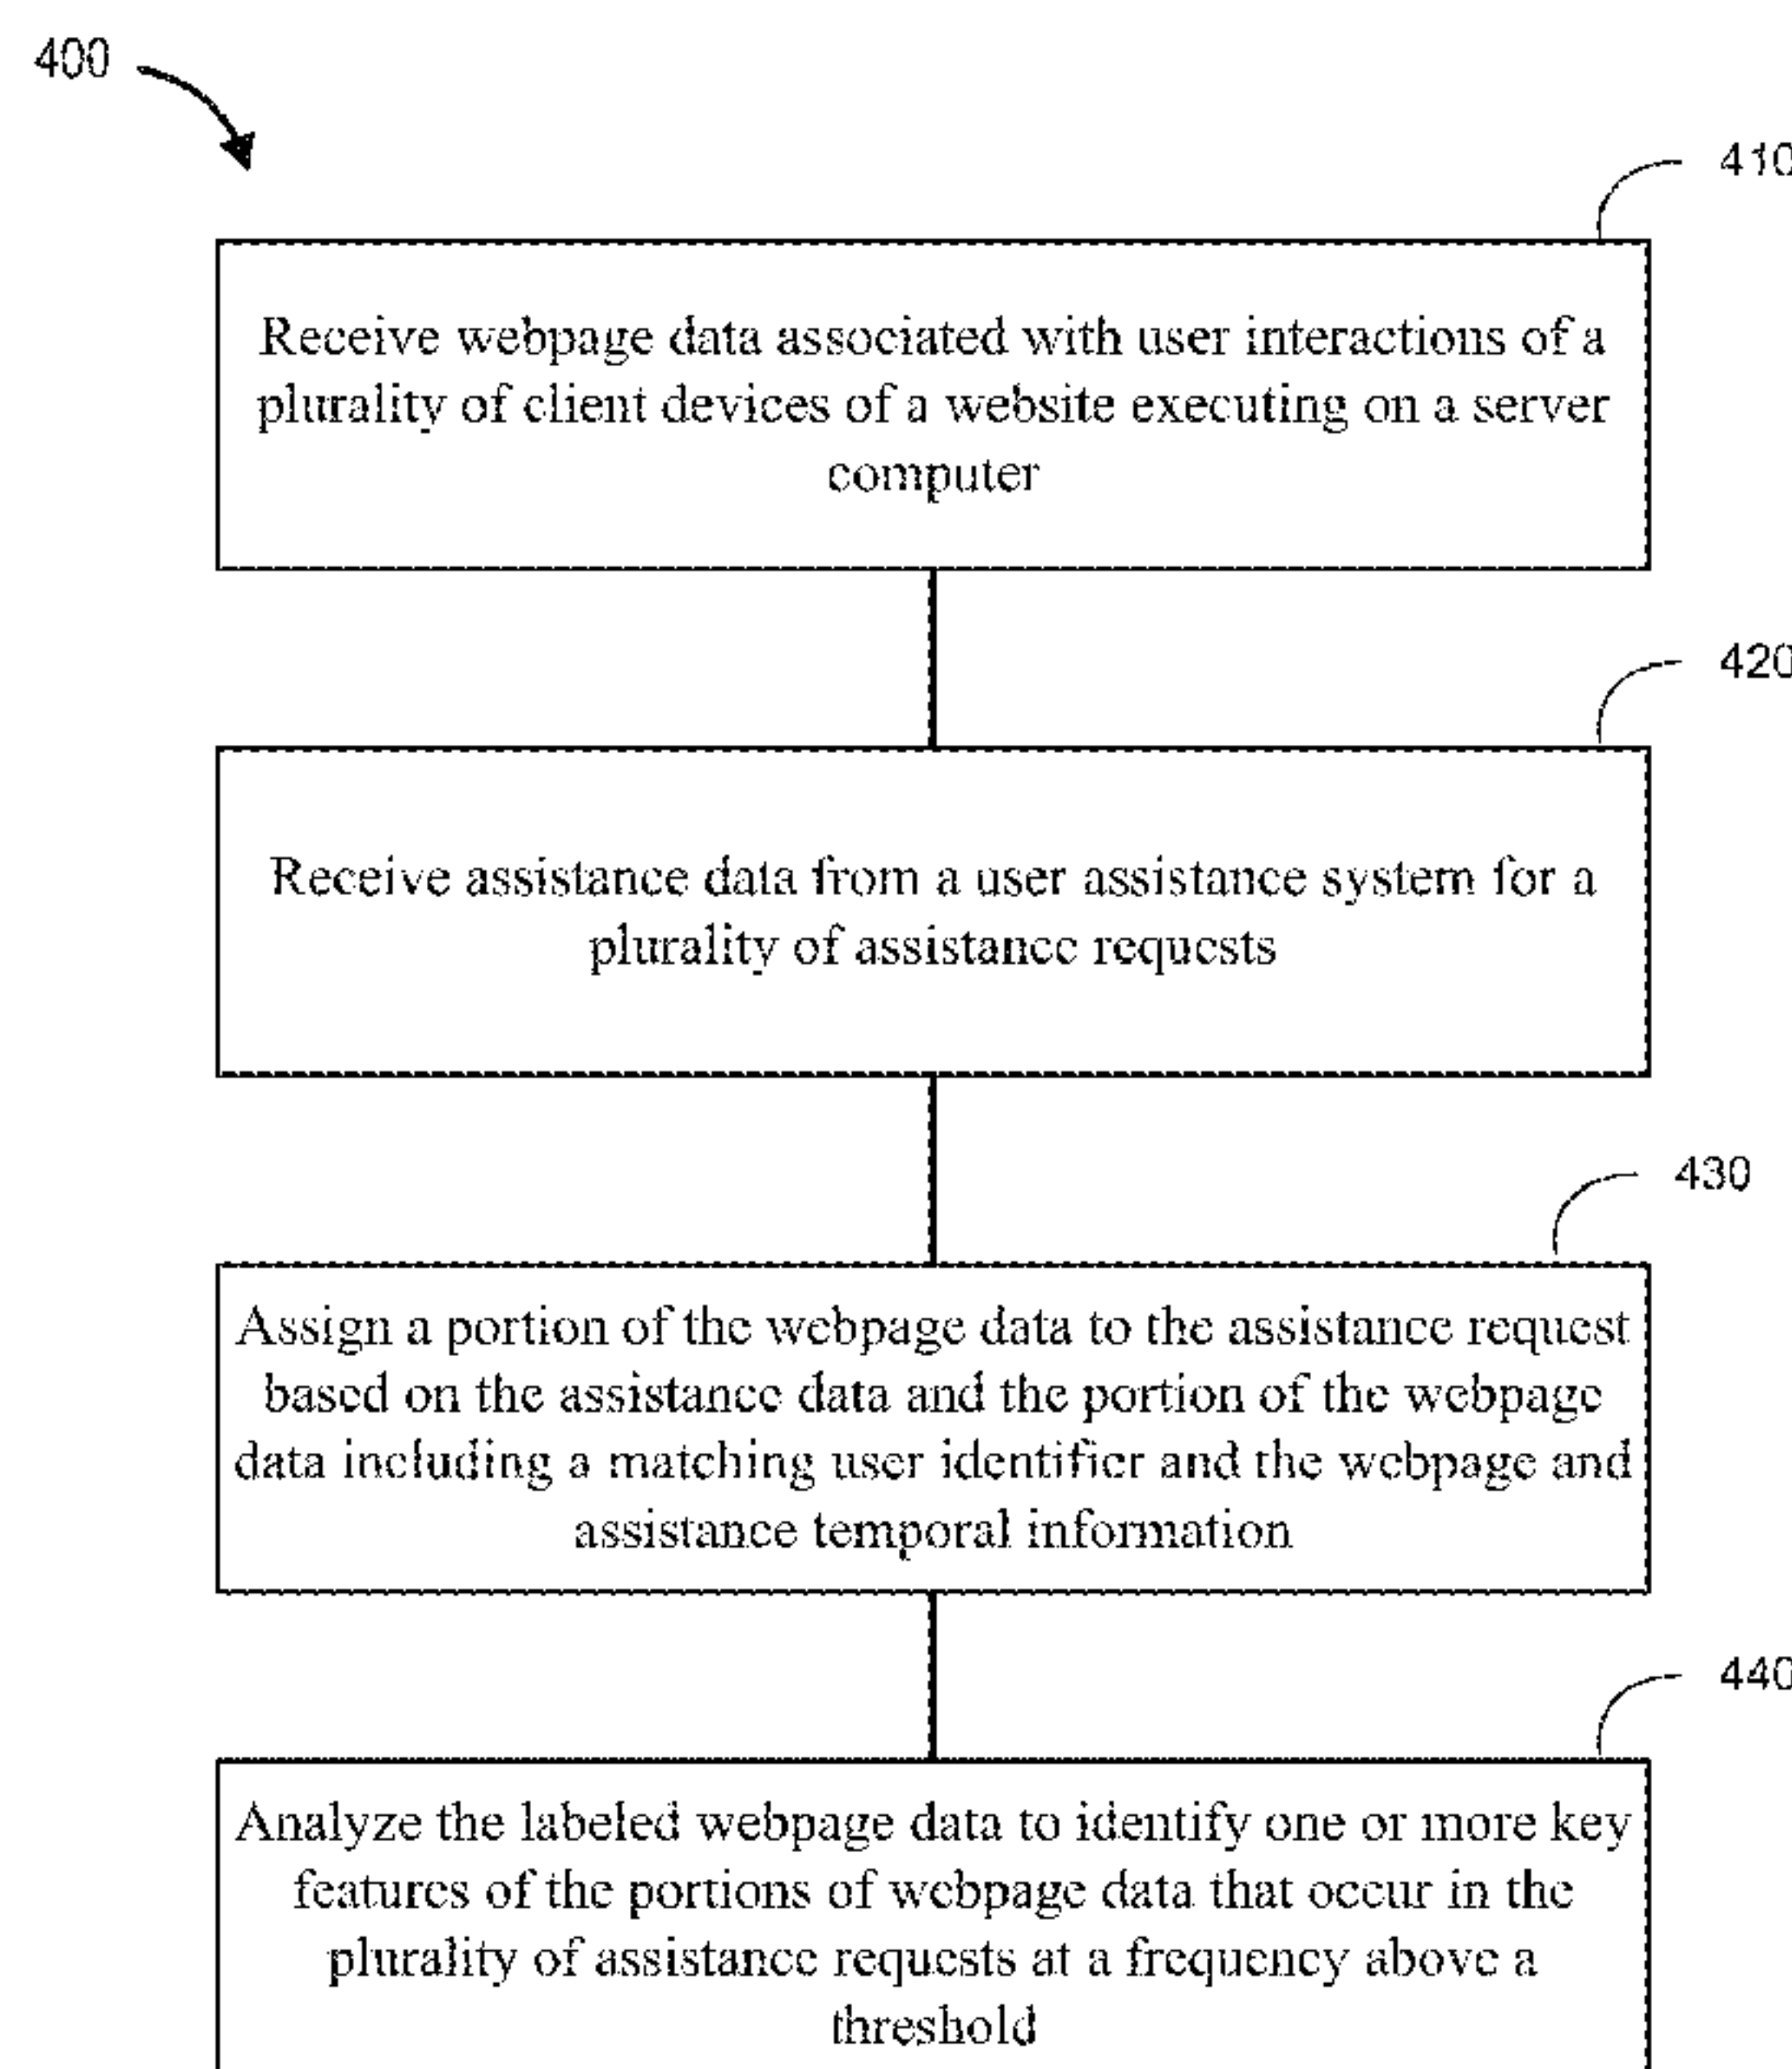 400
410
Receive webpage data associated with user interactions of a
plurality of client devices of a website executing on a server
computer
420
Receive assistance data from a user assistance system for a
plurality of assistance requests
430
Assign a portion of the webpage data to the assistance request
based on the assistance data and the portion of the webpage
data including a matching user identifier and the webpage and
assistance temporal information
440
Analyze the labeled webpage data to identify one or more key
features of the portions of webpage data that occur in the
plurality of assistance requests at a frequency above a
threshold